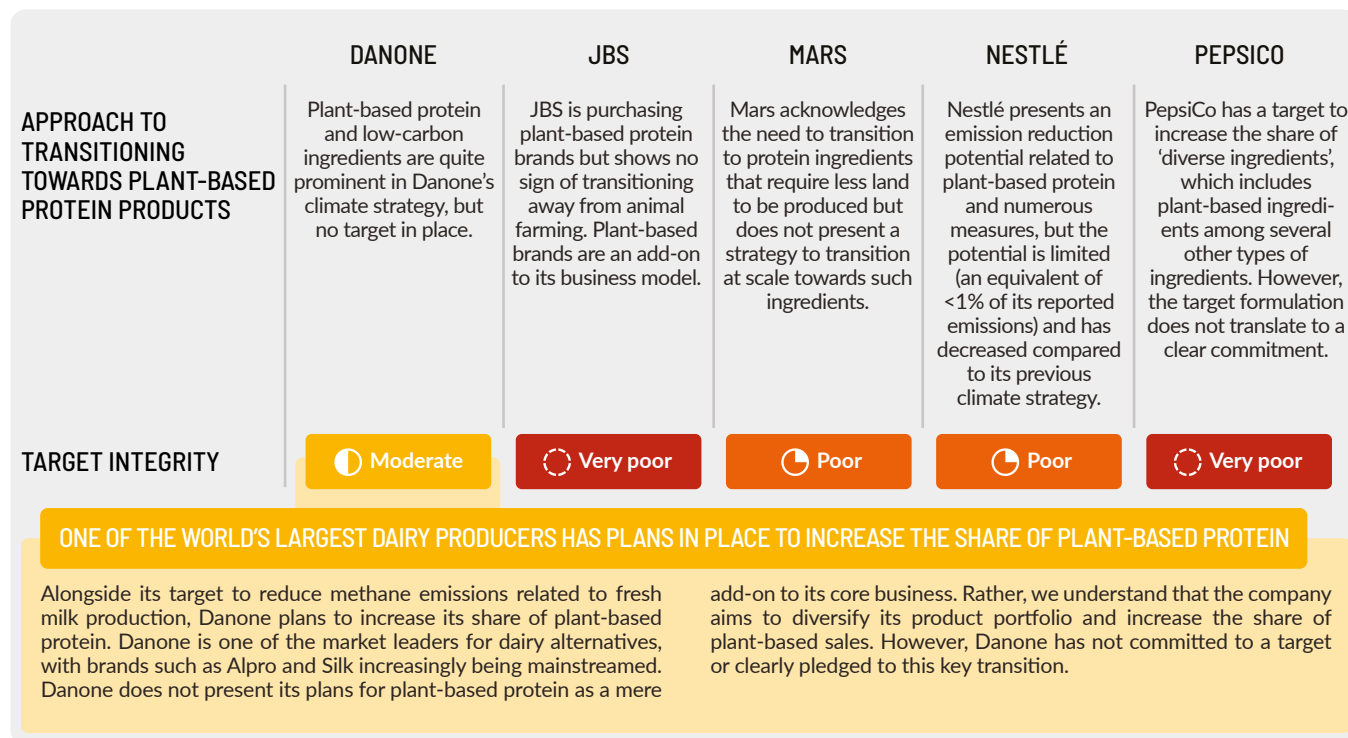 DANONE
JBS
MARS
NESTLÉ
PEPSICO
APPROACH TO
TRANSITIONING
TOWARDS PLANT-BASED
PROTEIN PRODUCTS
Plant-based protein
and low-carbon
ingredients are quite
prominent in Danone's
climate strategy, but
no target in place.
JBS is purchasing
plant-based protein
brands but shows no
sign of transitioning
away from animal
farming. Plant-based
brands are an add-on
to its business model.
Mars acknowledges
the need to transition
to protein ingredients
that require less land
to be produced but
does not present a
strategy to transition
at scale towards such
ingredients.
Nestlé presents an
emission reduction
potential related to
plant-based protein
and numerous
measures, but the
potential is limited
(an equivalent of
<1% of its reported
emissions) and has
decreased compared
to its previous
climate strategy.
PepsiCo has a target to
increase the share of
‘diverse ingredients’,
which includes
plant-based ingredi-
ents among several
other types of
ingredients. However,
the target formulation
does not translate to a
clear commitment.
TARGET INTEGRITY
Moderate
Very poor
Poor
Poor
Very poor
ONE OF THE WORLD'S LARGEST DAIRY PRODUCERS HAS PLANS IN PLACE TO INCREASE THE SHARE OF PLANT-BASED PROTEIN
Alongside its target to reduce methane emissions related to fresh
milk production, Danone plans to increase its share of plant-based
protein. Danone is one of the market leaders for dairy alternatives,
with brands such as Alpro and Silk increasingly being mainstreamed.
Danone does not present its plans for plant-based protein as a mere
add-on to its core business. Rather, we understand that the company
aims to diversify its product portfolio and increase the share of
plant-based sales. However, Danone has not committed to a target
or clearly pledged to this key transition.